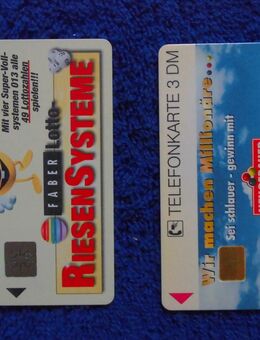 Mit vier Super-Voll-
systemen 013 alle
49 Lottozahlen
spielen!!!
FABER Lotto-
RIESENSYSTEME
TELEFONKARTE 3 DM
Wir machen Millionäre...
Sei schlauer - gewinn mit